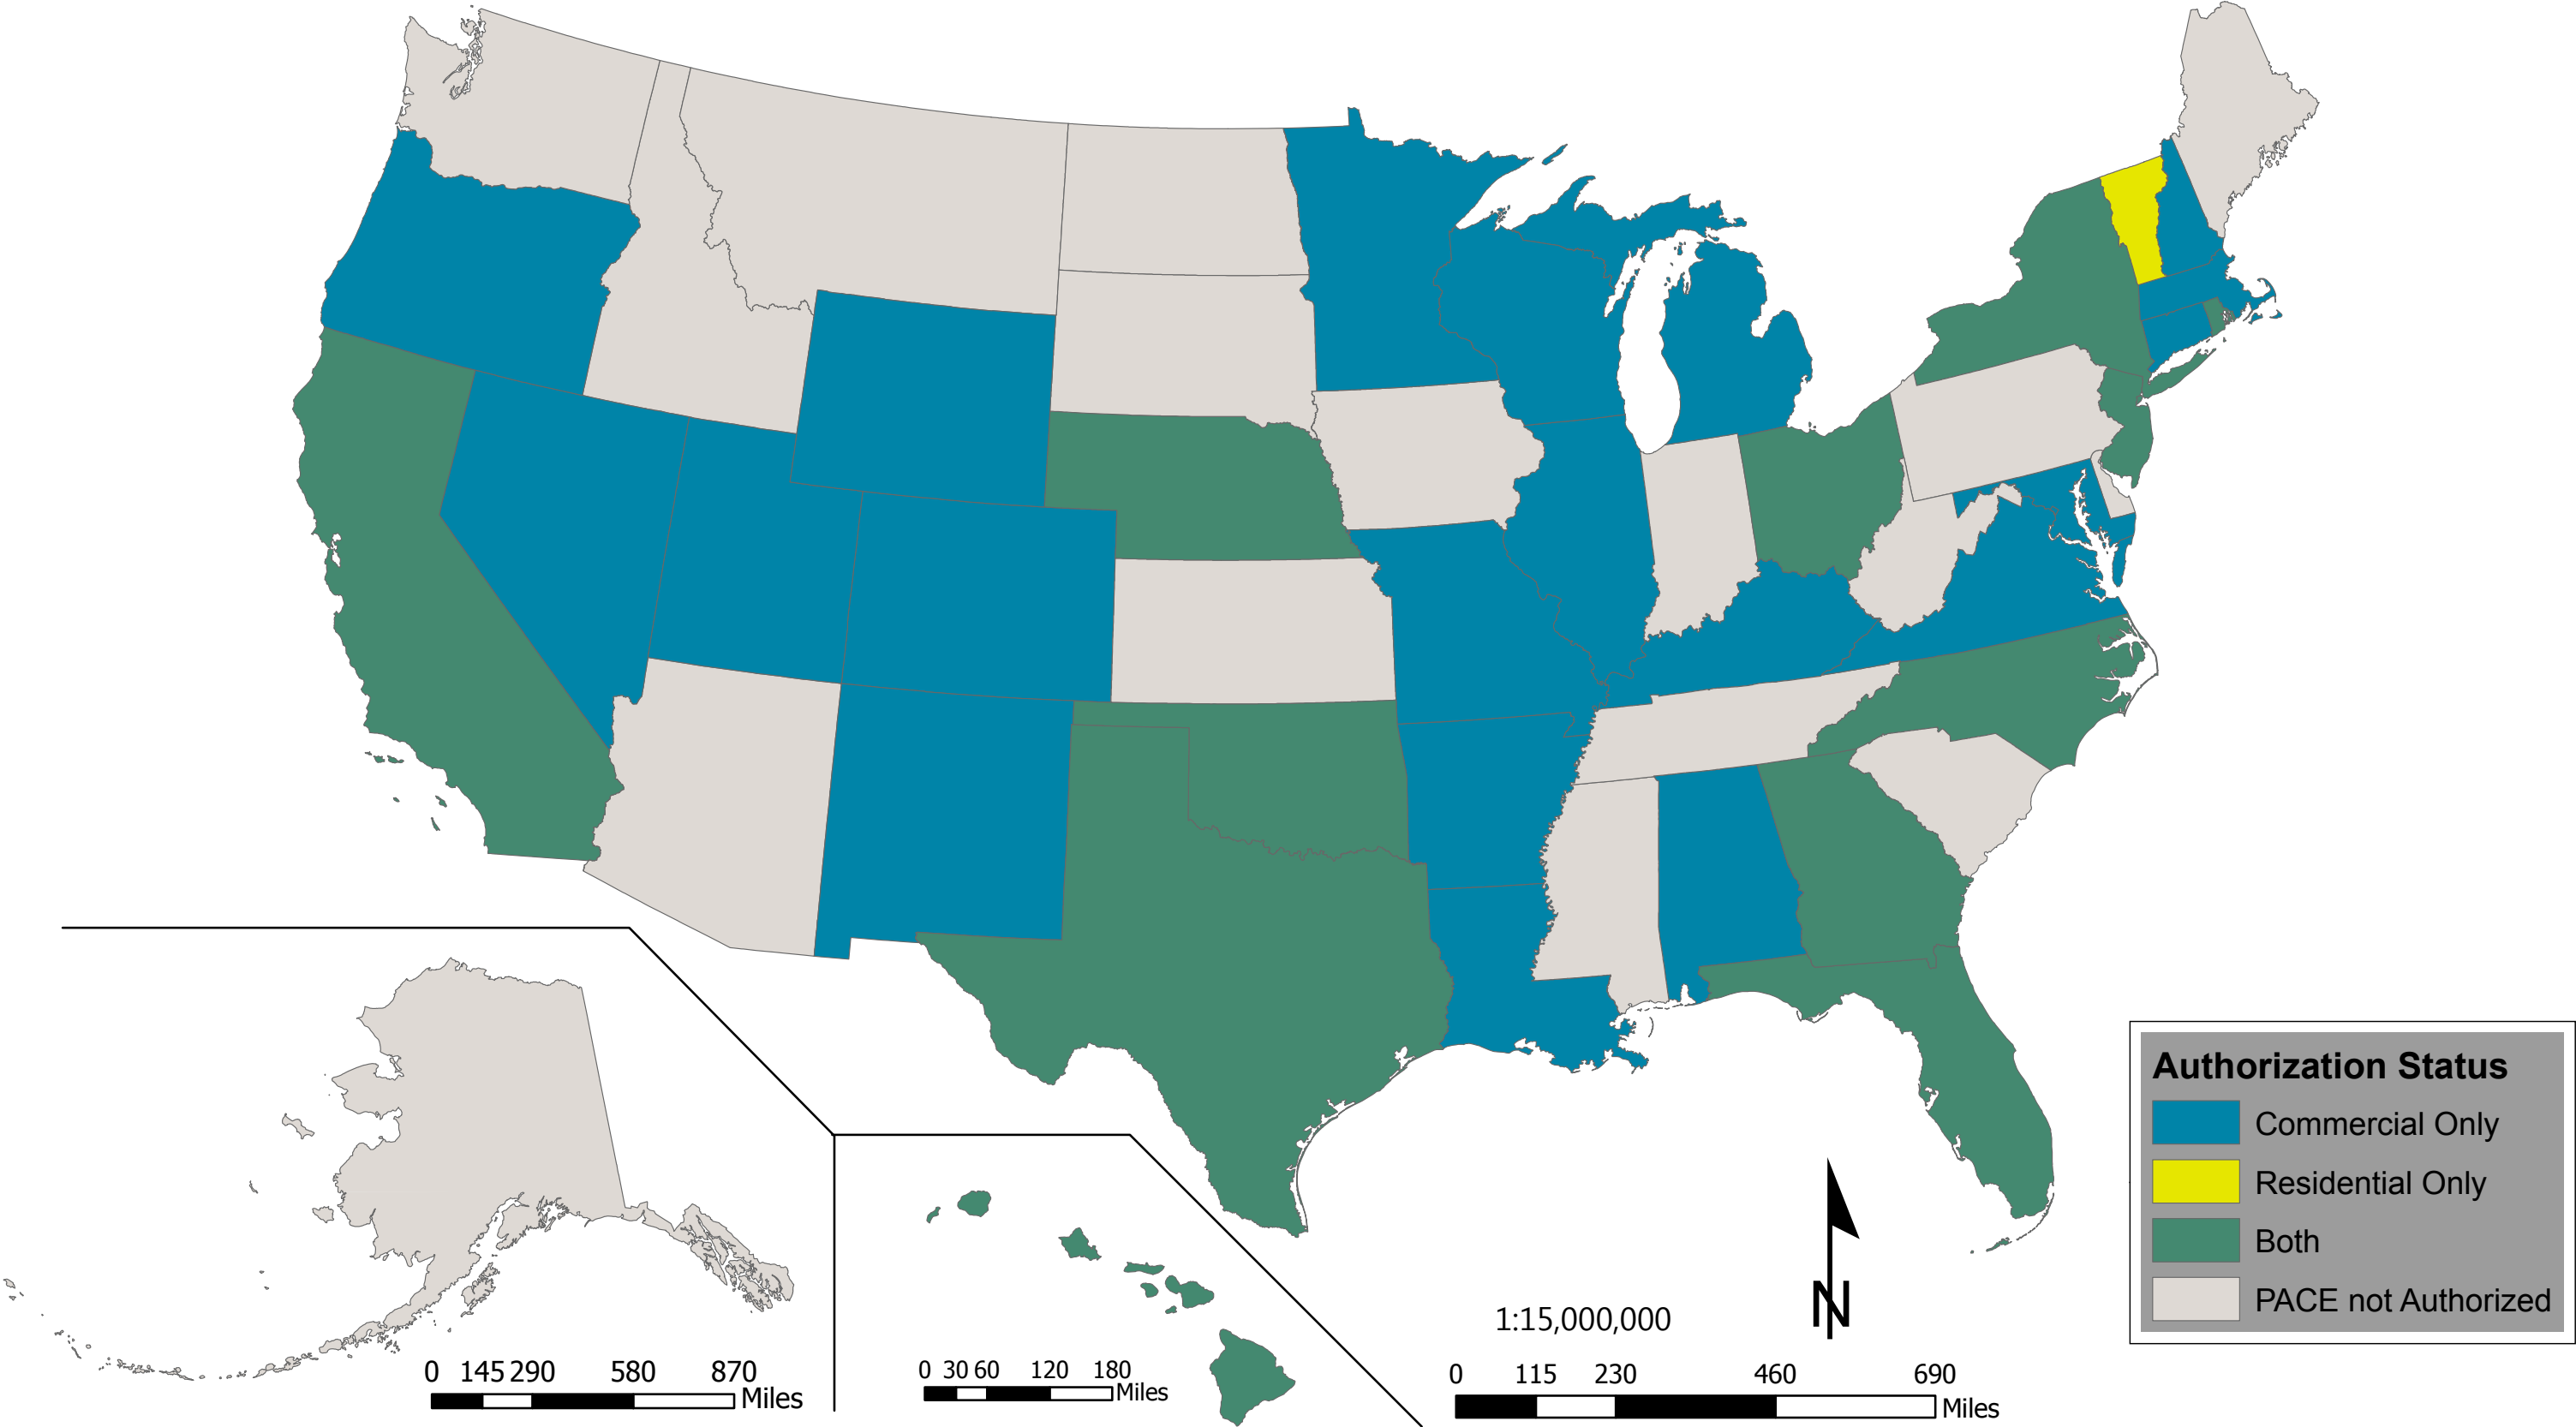 Authorization Status
Commercial Only
Residential Only
Both
PACE not Authorized
N
1:15,000,000
0 145 290 580 870
Miles
0 30 60 120 180
Miles
0 115 230 460 690
Miles